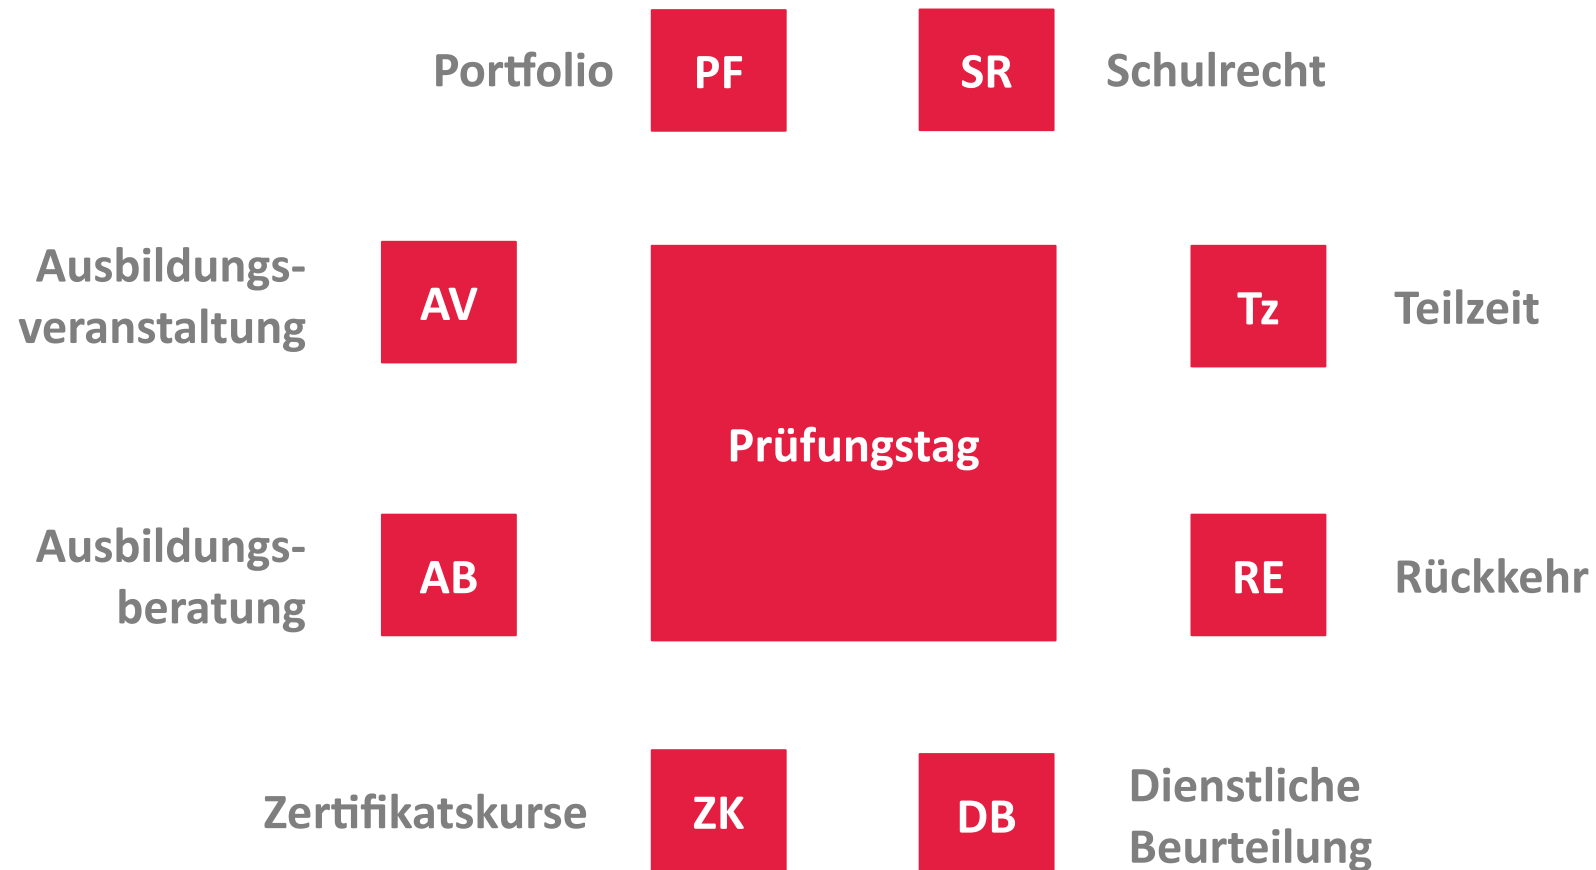 Portfolio PF SR Schulrecht
Ausbildungs-
veranstaltung
AV
Tz Teilzeit
Prüfungstag
Ausbildungs-
beratung
AB
RE Rückkehr
Zertifikatskurse ZK DB
Dienstliche
Beurteilung